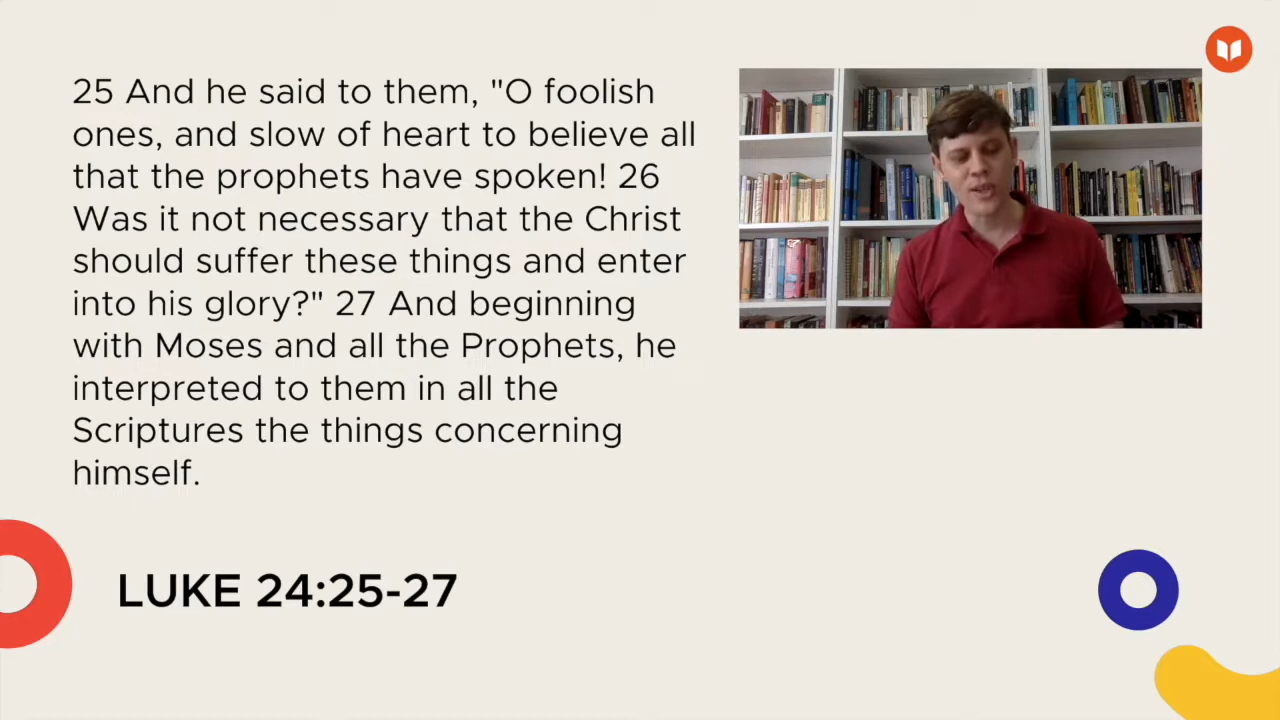 25 And he said to them, "O foolish
ones, and slow of heart to believe all
that the prophets have spoken! 26
Was it not necessary that the Christ
should suffer these things and enter
into his glory?" 27 And beginning
with Moses and all the Prophets, he
interpreted to them in all the
Scriptures the things concerning
himself.
LUKE 24:25-27